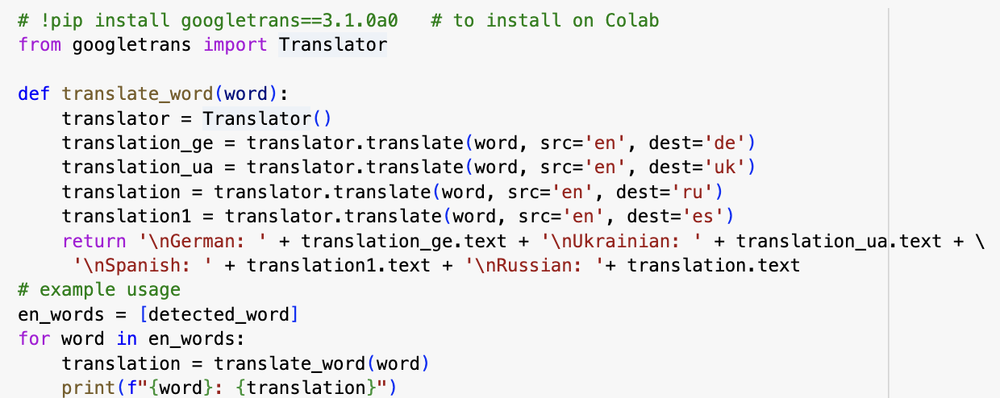 # !pip install googletrans==3.1.0a0   # to install on Colab
from googletrans import Translator

def translate_word(word):
    translator = Translator()
    translation_ge = translator.translate(word, src='en', dest='de')
    translation_ua = translator.translate(word, src='en', dest='uk')
    translation = translator.translate(word, src='en', dest='ru')
    translation1 = translator.translate(word, src='en', dest='es')
    return '\nGerman: ' + translation_ge.text + '\nUkrainian: ' + translation_ua.text + \
     '\nSpanish: ' + translation1.text + '\nRussian: '+ translation.text
# example usage
en_words = [detected_word]
for word in en_words:
    translation = translate_word(word)
    print(f"{word}: {translation}")